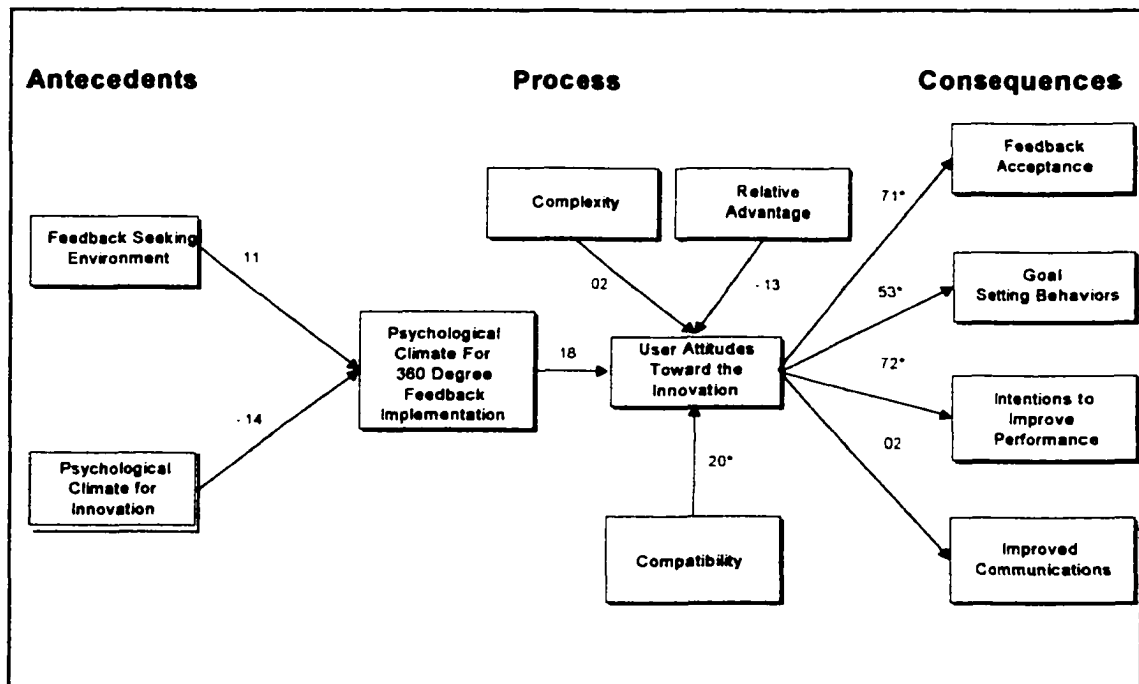 Antecedents
Process
Consequences
Feedback
Acceptance
Complexity
Relative
Advantage
71*
Feedback Seeking
Environment
11
02
- 13
53*
Goal
Setting Behaviors
Psychological
Climate For
360 Degree
Feedback
Implementation
18
User Attitudes
Toward the
Innovation
72*
Intentions to
Improve
Performance
- 14
02
Psychological
Climate for
Innovation
20*
Compatibility
Improved
Communications